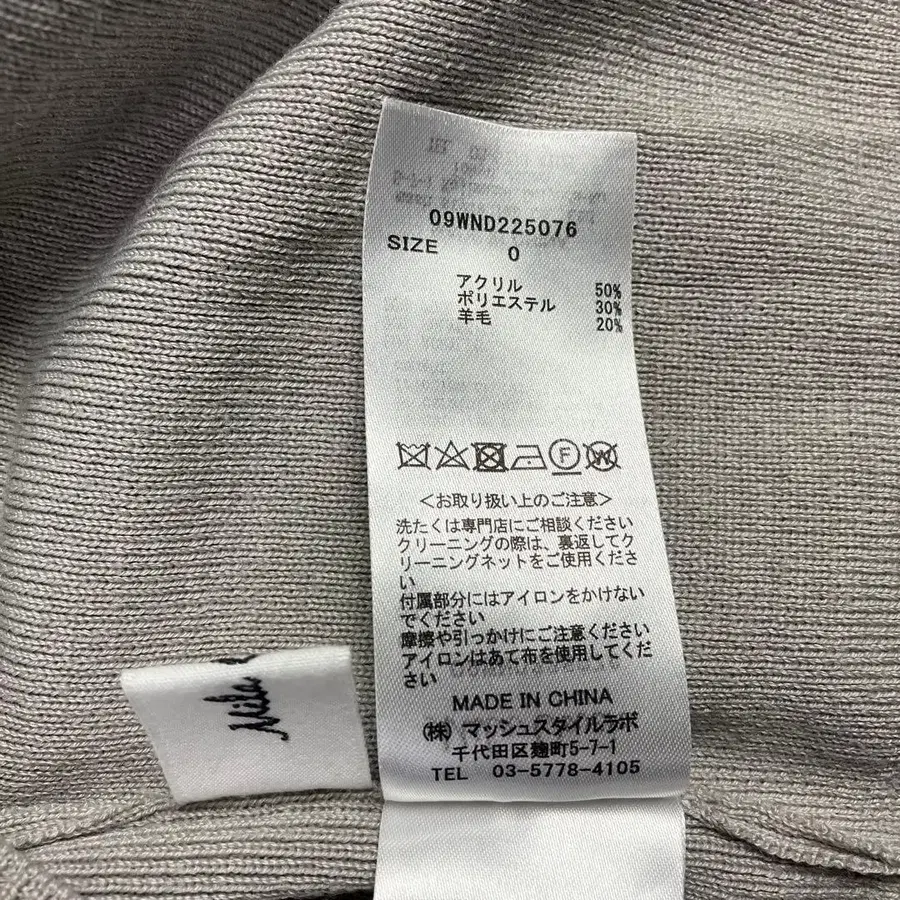 09WND225076
SIZE 0
アクリル 50%
ポリエステル 30%
羊毛 20%
F W
<お取り扱い上のご注意>
洗たくは専門店にご相談ください
クリーニングの際は、裏返してク
リーニングネットをご使用くださ
い
付属部分にはアイロンをかけない
でください
摩擦や引っかけにご注意ください
アイロンはあて布を使用してくだ
さい
MADE IN CHINA
(株) マッシュスタイルラボ
千代田区麹町5-7-1
TEL 03-5778-4105
Mila